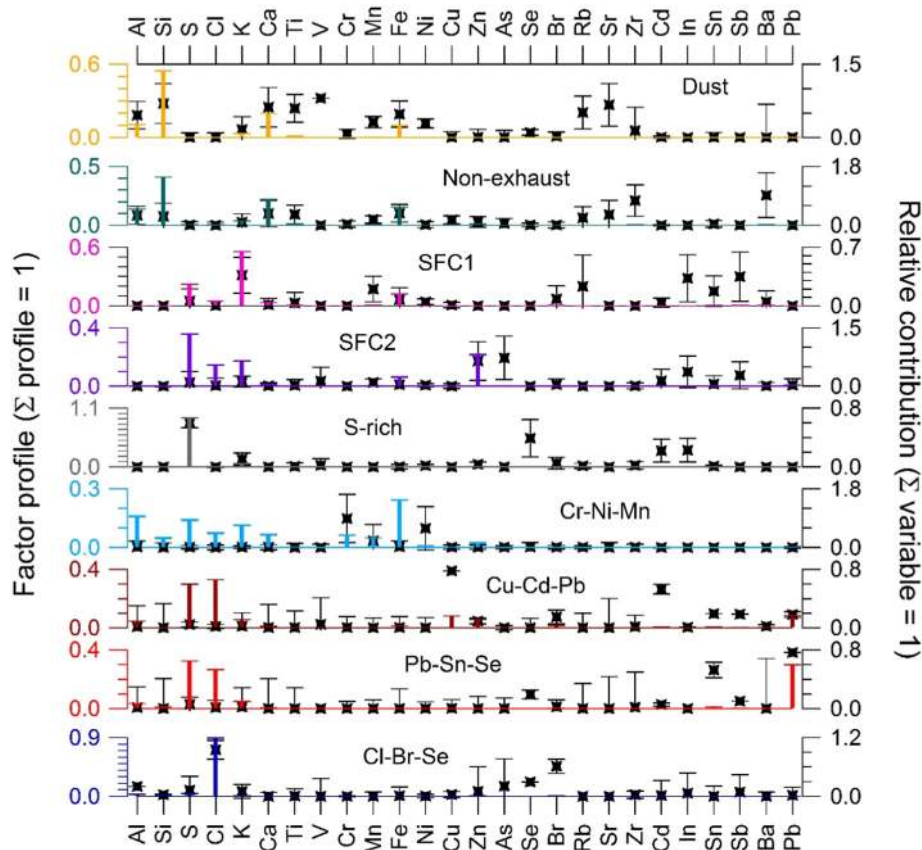 Al Si S Cl K Ca Ti V Cr Mn Fe Ni Cu Zn As Se Br Rb Sr Zr Cd In Sn Sb Ba Pb
Factor profile (Σ profile = 1)
Relative contribution (Σ variable = 1)
0.6 Dust 1.5
0.0 0.0
0.5 Non-exhaust 1.8
0.0 0.0
0.6 SFC1 0.7
0.0 0.0
0.4 SFC2 1.5
0.0 0.0
1.1 S-rich 0.8
0.0 0.0
0.3 Cr-Ni-Mn 1.8
0.0 0.0
0.4 Cu-Cd-Pb 0.8
0.0 0.0
0.4 Pb-Sn-Se 0.8
0.0 0.0
0.9 Cl-Br-Se 1.2
0.0 0.0
Al Si S Cl K Ca Ti V Cr Mn Fe Ni Cu Zn As Se Br Rb Sr Zr Cd In Sn Sb Ba Pb